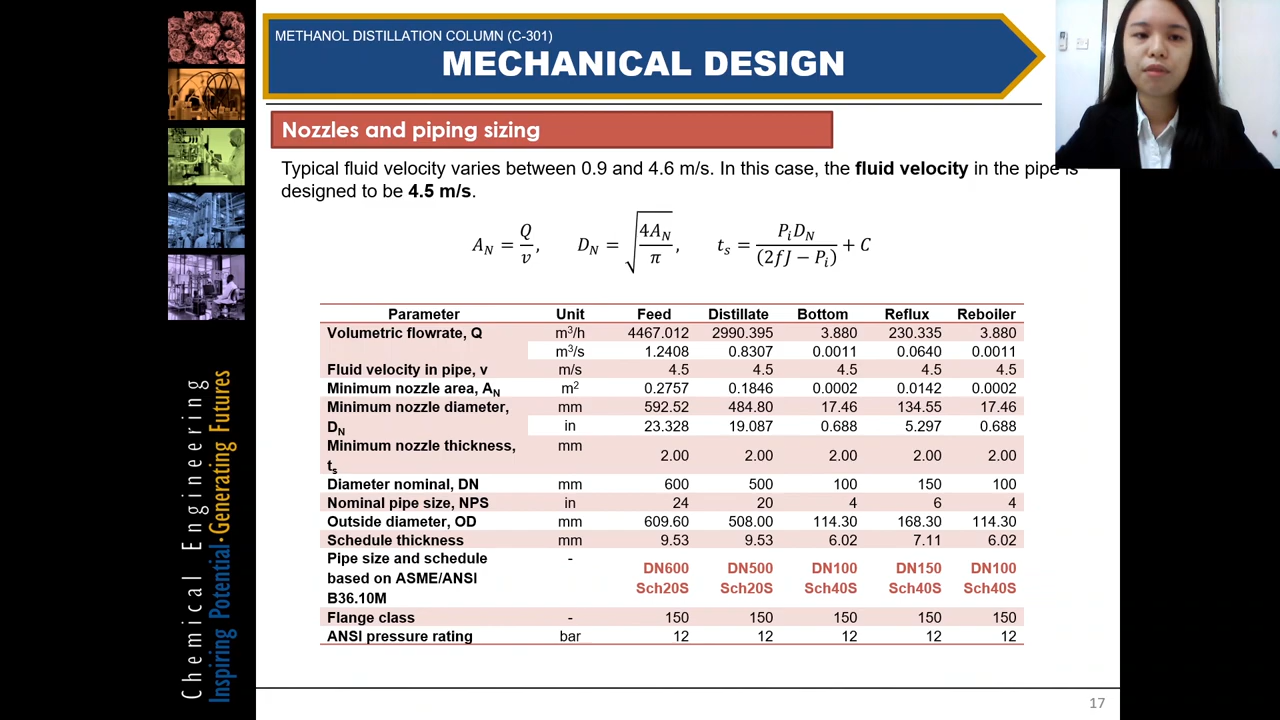 METHANOL DISTILLATION COLUMN (C-301)
MECHANICAL DESIGN
Nozzles and piping sizing
Typical fluid velocity varies between 0.9 and 4.6 m/s. In this case, the fluid velocity in the pipe is
designed to be 4.5 m/s.
A_N = Q/v, D_N = √(4A_N/π), t_s = P_i D_N/(2fJ − P_i) + C
Parameter Unit Feed Distillate Bottom Reflux Reboiler
Volumetric flowrate, Q m³/h 4467.012 2990.395 3.880 230.335 3.880
m³/s 1.2408 0.8307 0.0011 0.0640 0.0011
Fluid velocity in pipe, v m/s 4.5 4.5 4.5 4.5 4.5
Minimum nozzle area, A_N m² 0.2757 0.1846 0.0002 0.0142 0.0002
Minimum nozzle diameter, mm 592.52 484.80 17.46 134.55 17.46
D_N in 23.328 19.087 0.688 5.297 0.688
Minimum nozzle thickness, mm
t_s 2.00 2.00 2.00 2.00 2.00
Diameter nominal, DN mm 600 500 100 150 100
Nominal pipe size, NPS in 24 20 4 6 4
Outside diameter, OD mm 609.60 508.00 114.30 168.30 114.30
Schedule thickness mm 9.53 9.53 6.02 7.11 6.02
Pipe sized and schedule -
based on ASME/ANSI DN600 DN500 DN100 DN150 DN100
B36.10M Sch20S Sch20S Sch40S Sch40S Sch40S
Flange class - 150 150 150 150 150
ANSI pressure rating bar 12 12 12 12 12
17
Chemical Engineering
Inspiring Potential·Generating Futures